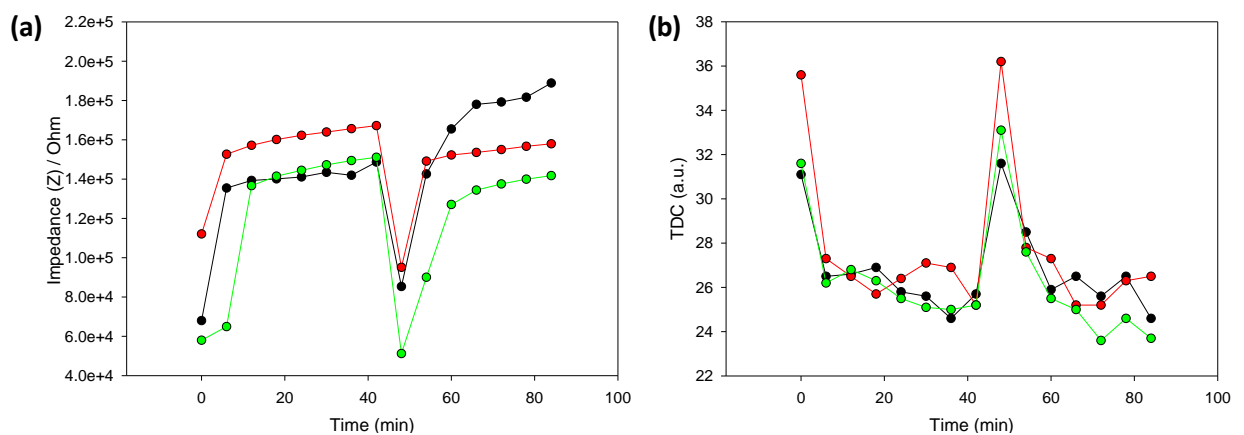 (a)
2.2e+5
2.0e+5
1.8e+5
1.6e+5
1.4e+5
1.2e+5
1.0e+5
8.0e+4
6.0e+4
4.0e+4
Impedance (Z) / Ohm
0 20 40 60 80 100
Time (min)
(b)
38
36
34
32
30
28
26
24
22
TDC (a.u.)
0 20 40 60 80 100
Time (min)